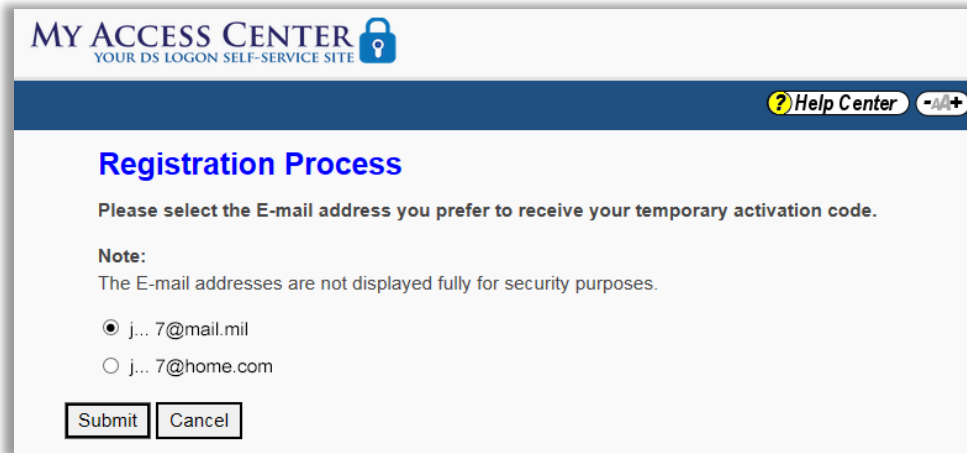 MY ACCESS CENTER
YOUR DS LOGON SELF-SERVICE SITE
? Help Center -AA+
Registration Process
Please select the E-mail address you prefer to receive your temporary activation code.
Note:
The E-mail addresses are not displayed fully for security purposes.
j... 7@mail.mil
j... 7@home.com
Submit Cancel